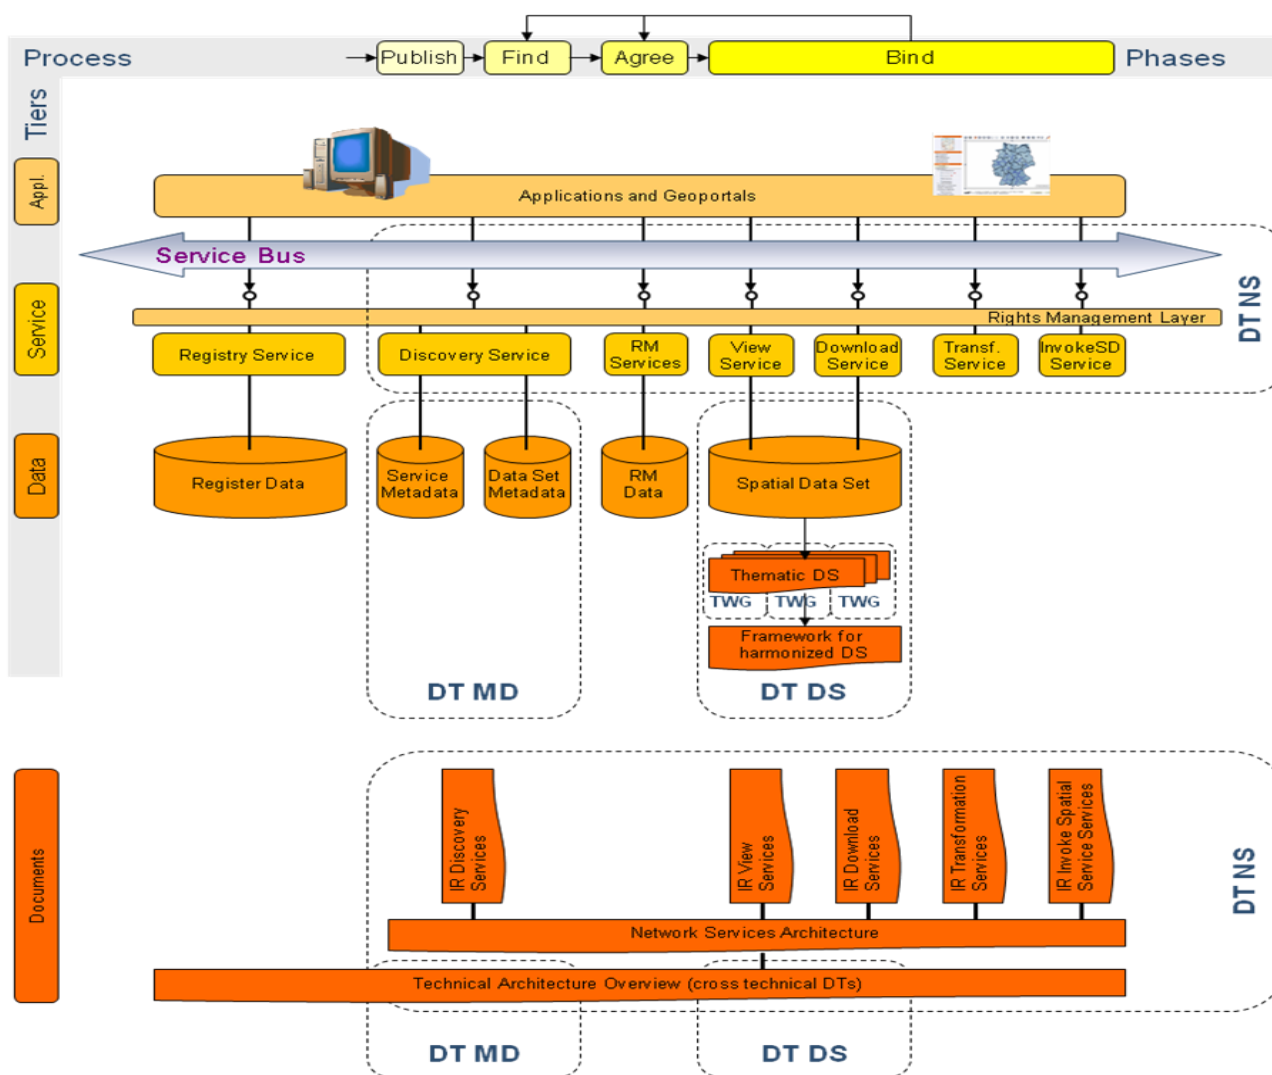 Process
Publish
Find
Agree
Bind
Phases
Tiers
Appl.
Applications and Geoportals
Service Bus
DT NS
Service
Rights Management Layer
Registry Service
Discovery Service
RM
Services
View
Service
Download
Service
Transf.
Service
InvokeSD
Service
Data
Register Data
Service
Metadata
Data Set
Metadata
RM
Data
Spatial Data Set
Thematic DS
TWG
TWG
TWG
Framework for
harmonized DS
DT MD
DT DS
Documents
IR Discovery
Services
IR View
Services
IR Download
Services
IR Transformation
Services
IR Invoke Spatial
Service Services
DT NS
Network Services Architecture
Technical Architecture Overview (cross technical DTs)
DT MD
DT DS